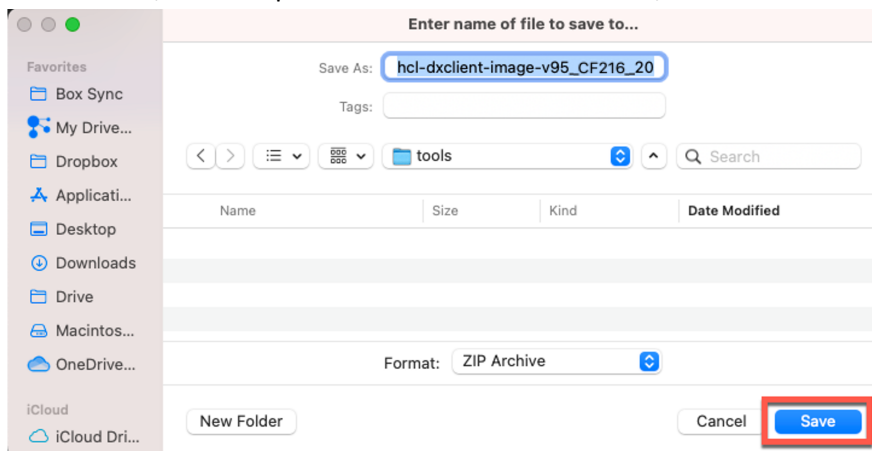 Enter name of file to save to...
Favorites
Box Sync
My Drive...
Dropbox
Applicati...
Desktop
Downloads
Drive
Macintos...
OneDrive...
iCloud
iCloud Dri...
Save As: hcl-dxclient-image-v95_CF216_20
Tags:
tools
Search
Name Size Kind Date Modified
Format: ZIP Archive
New Folder Cancel Save